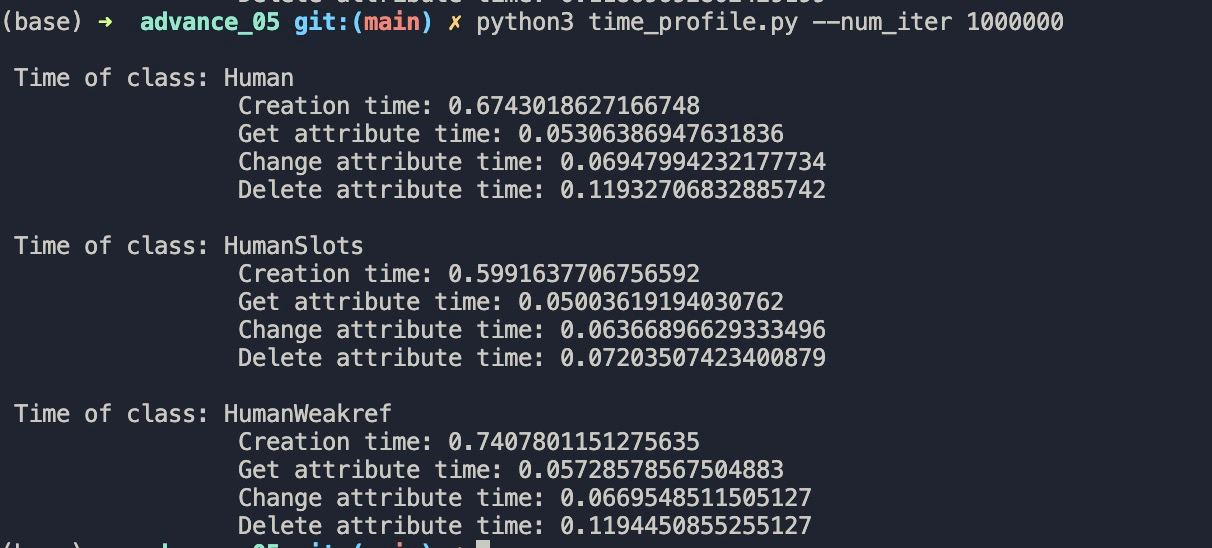 (base) ➜  advance_05 git:(main) ✗ python3 time_profile.py --num_iter 1000000
Time of class: Human
Creation time: 0.6743018627166748
Get attribute time: 0.05306386947631836
Change attribute time: 0.06947994232177734
Delete attribute time: 0.11932706832885742
Time of class: HumanSlots
Creation time: 0.5991637706756592
Get attribute time: 0.05003619194030762
Change attribute time: 0.06366896629333496
Delete attribute time: 0.07203507423400879
Time of class: HumanWeakref
Creation time: 0.7407801151275635
Get attribute time: 0.05728578567504883
Change attribute time: 0.0669548511505127
Delete attribute time: 0.1194450855255127